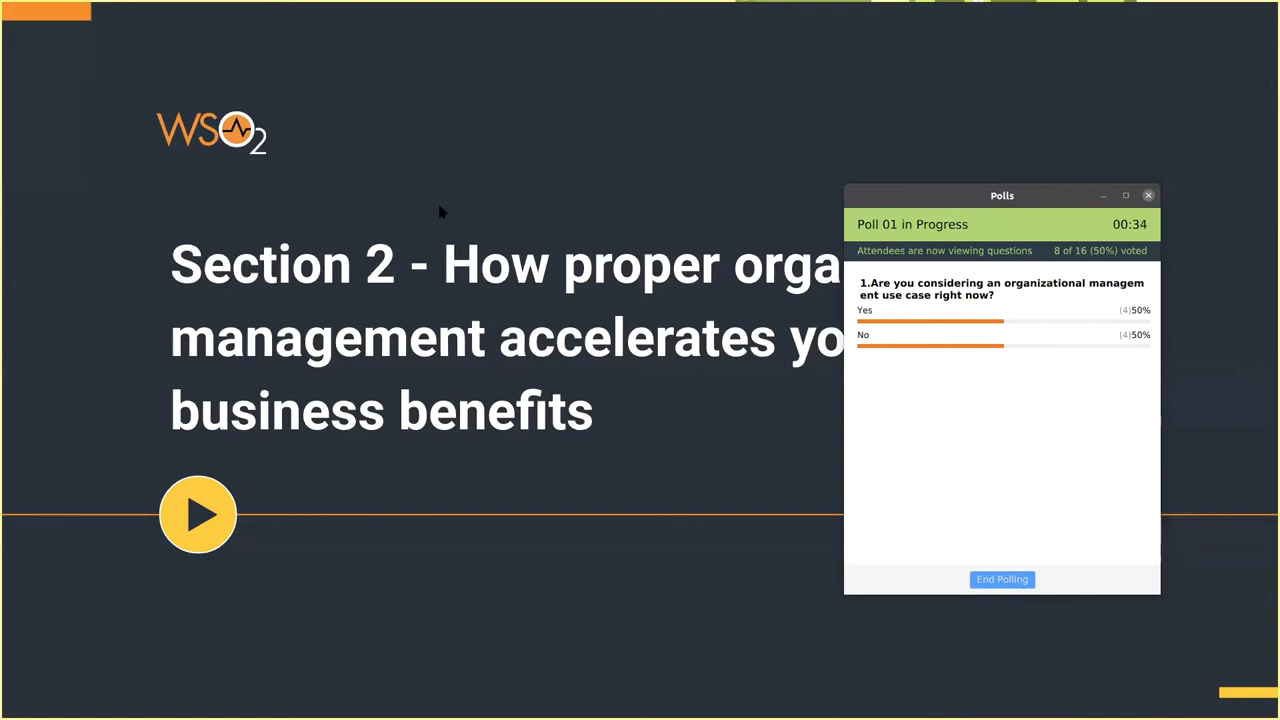 WSO2
Section 2 - How proper orga
management accelerates yo
business benefits
Polls
Poll 01 in Progress
00:34
Attendees are now viewing questions
8 of 16 (50%) voted
1.Are you considering an organizational managem
ent use case right now?
Yes
(4)50%
No
(4)50%
End Polling